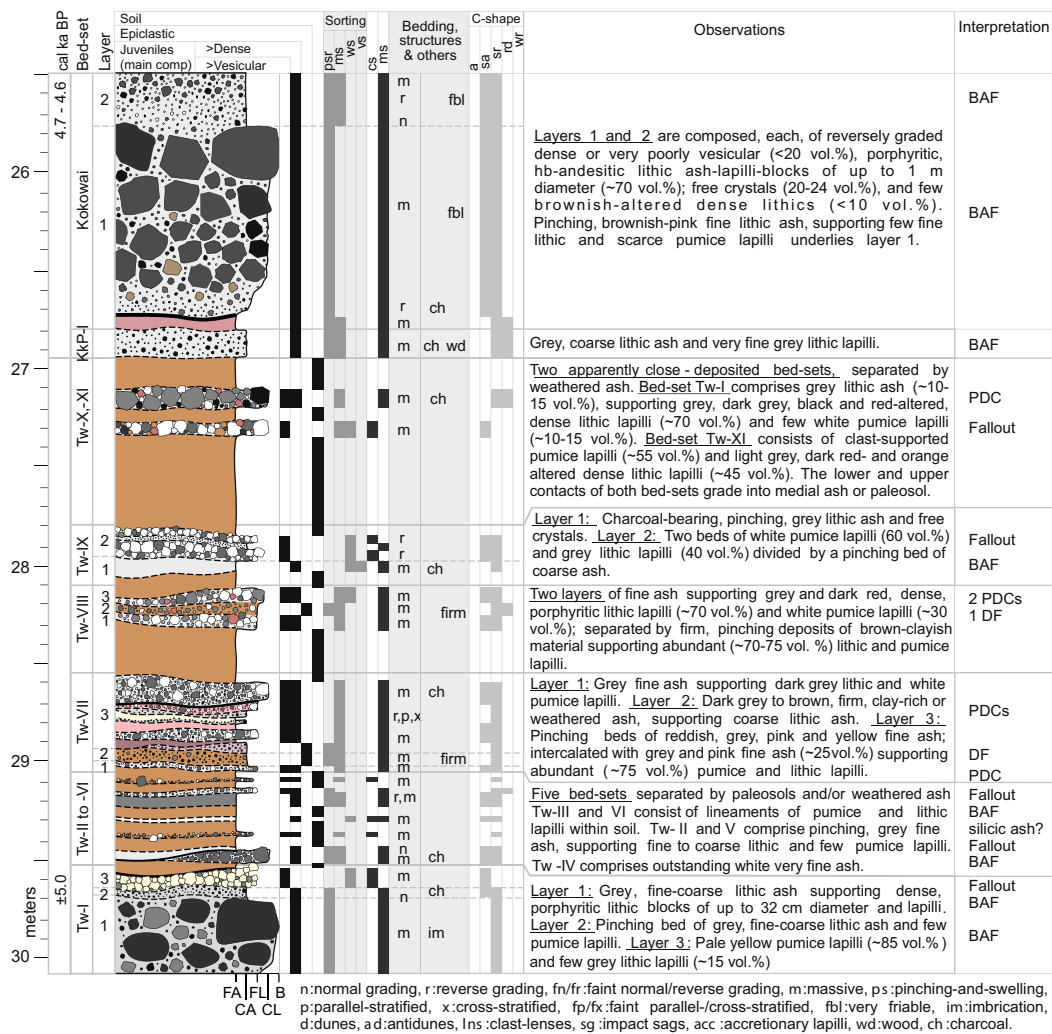 cal ka BP
Bed-set
Layer
Soil
Epiclastic
Juveniles
(main comp)
>Dense
>Vesicular
Sorting
psr
ms
ws
vs
cs
ms
Bedding,
structures
& others
C-shape
a
sa
sr
rd
wr
Observations
Interpretation
4.7 - 4.6
Kokowai
2
1
26
m
r
n
fbl
BAF
m
fbl
BAF
r ch
m
Layers 1 and 2 are composed, each, of reversely graded
dense or very poorly vesicular (<20 vol.%), porphyritic,
hb-andesitic lithic ash-lapilli-blocks of up to 1 m
diameter (~70 vol.%); free crystals (20-24 vol.%), and few
brownish-altered dense lithics (<10 vol.%).
Pinching, brownish-pink fine lithic ash, supporting few fine
lithic and scarce pumice lapilli underlies layer 1.
KkP-I
m ch wd
Grey, coarse lithic ash and very fine grey lithic lapilli.
BAF
27
Tw-X,-XI
m ch
m
Two apparently close - deposited bed-sets, separated by
weathered ash. Bed-set Tw-I comprises grey lithic ash (~10-
15 vol.%), supporting grey, dark grey, black and red-altered,
dense lithic lapilli (~70 vol.%) and few white pumice lapilli
(~10-15 vol.%). Bed-set Tw-XI consists of clast-supported
pumice lapilli (~55 vol.%) and light grey, dark red- and orange
altered dense lithic lapilli (~45 vol.%). The lower and upper
contacts of both bed-sets grade into medial ash or paleosol.
PDC
Fallout
28
Tw-IX
2
1
r
r
m ch
Layer 1: Charcoal-bearing, pinching, grey lithic ash and free
crystals. Layer 2: Two beds of white pumice lapilli (60 vol.%)
and grey lithic lapilli (40 vol.%) divided by a pinching bed of
coarse ash.
Fallout
BAF
Tw-VIII
3
2
1
m
m
m
firm
Two layers of fine ash supporting grey and dark red, dense,
porphyritic lithic lapilli (~70 vol.%) and white pumice lapilli (~30
vol.%); separated by firm, pinching deposits of brown-clayish
material supporting abundant (~70-75 vol. %) lithic and pumice
lapilli.
2 PDCs
1 DF
Tw-VII
3
2
1
29
m ch
r,p,x
m
m firm
m
Layer 1: Grey fine ash supporting dark grey lithic and white
pumice lapilli. Layer 2: Dark grey to brown, firm, clay-rich or
weathered ash, supporting coarse lithic ash. Layer 3:
Pinching beds of reddish, grey, pink and yellow fine ash;
intercalated with grey and pink fine ash (~25vol.%) supporting
abundant (~75 vol.%) pumice and lithic lapilli.
PDCs
DF
PDC
Tw-II to -VI
m
r,m
m
m
n
m ch
Five bed-sets separated by paleosols and/or weathered ash
Tw-III and VI consist of lineaments of pumice and lithic
lapilli within soil. Tw- II and V comprise pinching, grey fine
ash, supporting fine to coarse lithic and few pumice lapilli.
Tw -IV comprises outstanding white very fine ash.
Fallout
BAF
silicic ash?
Fallout
BAF
±5.0
Tw-I
3
2
1
meters
30
m
ch
n
m im
Layer 1: Grey, fine-coarse lithic ash supporting dense,
porphyritic lithic blocks of up to 32 cm diameter and lapilli.
Layer 2: Pinching bed of grey, fine-coarse lithic ash and few
pumice lapilli. Layer 3: Pale yellow pumice lapilli (~85 vol.%)
and few grey lithic lapilli (~15 vol.%)
Fallout
BAF
BAF
FA FL B
CA CL
n:normal grading, r:reverse grading, fn/fr:faint normal/reverse grading, m:massive, ps:pinching-and-swelling,
p:parallel-stratified, x:cross-stratified, fp/fx:faint parallel-/cross-stratified, fbl:very friable, im:imbrication,
d:dunes, ad:antidunes, lns:clast-lenses, sg:impact sags, acc:accretionary lapilli, wd:wood, ch:charcoal.